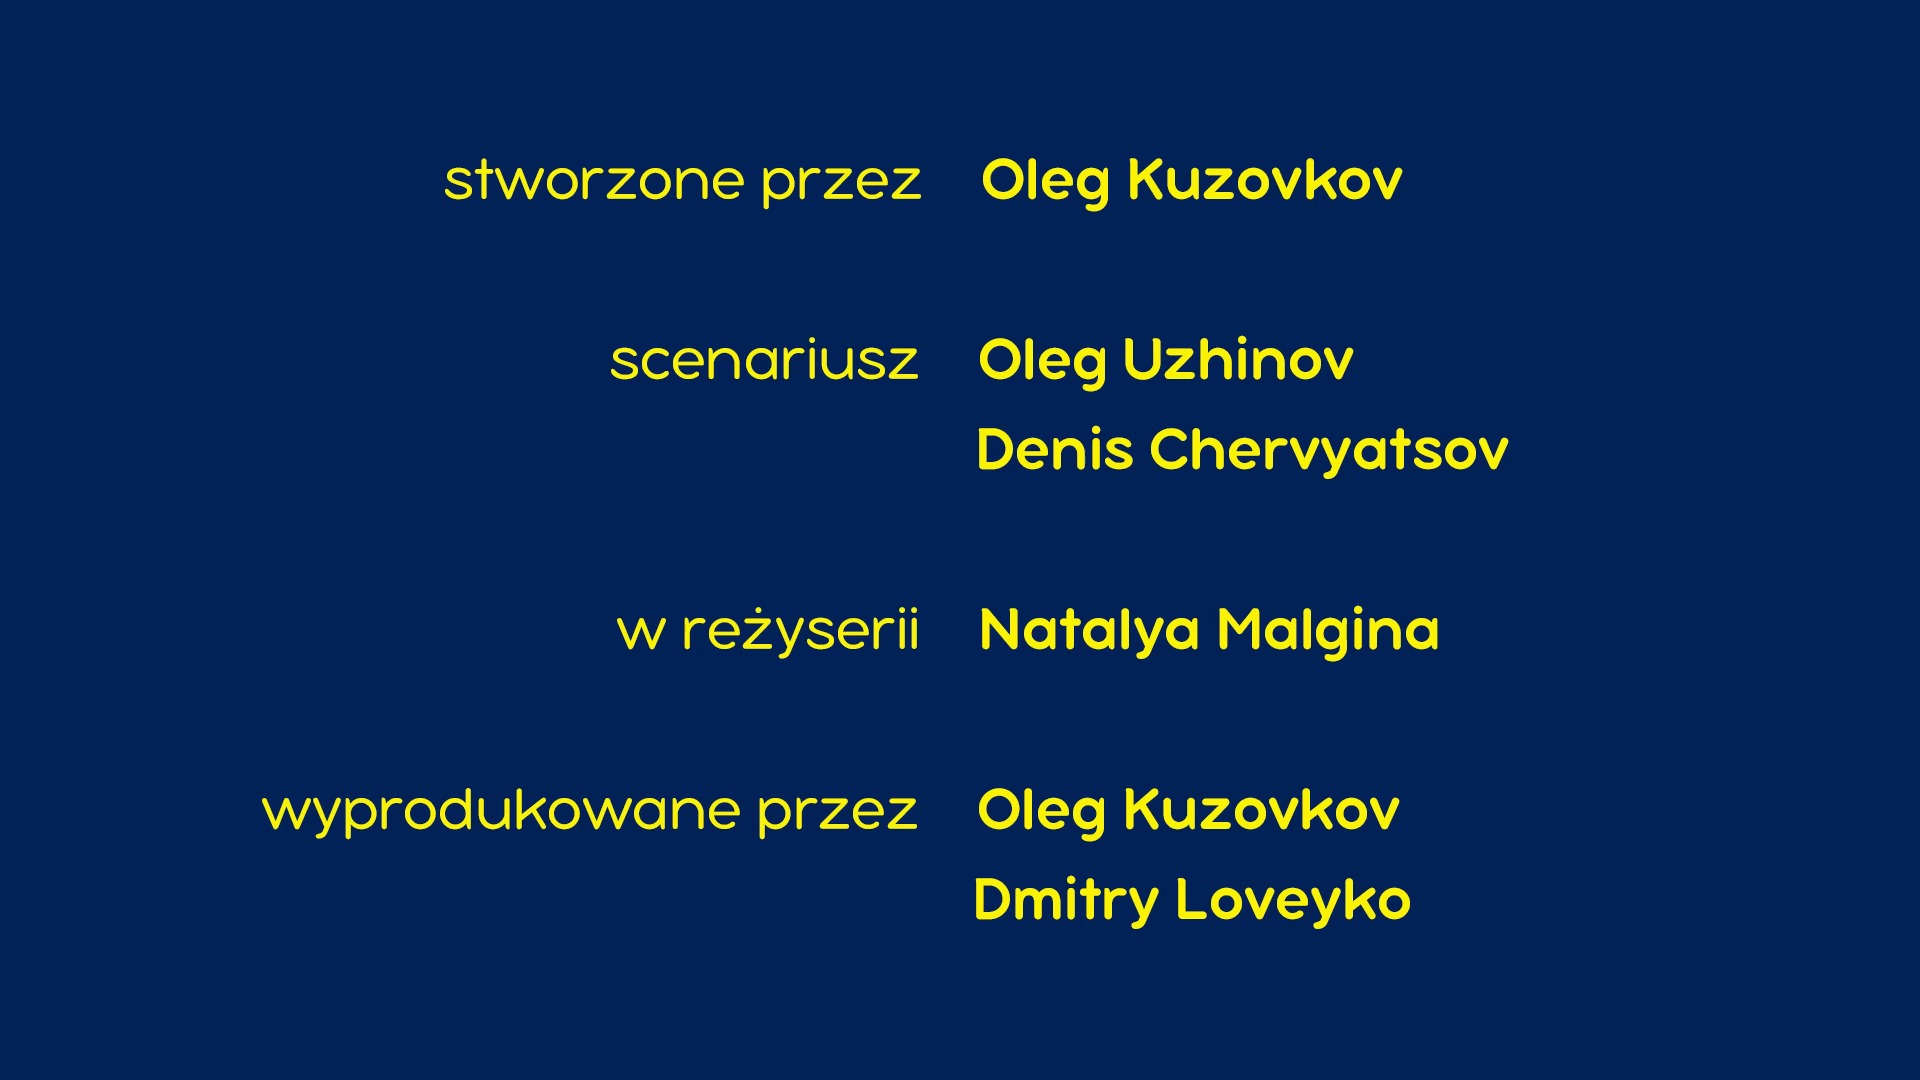 stworzone przez Oleg Kuzovkov
scenariusz Oleg Uzhinov
Denis Chervyatsov
w reżyserii Natalya Malgina
wyprodukowane przez Oleg Kuzovkov
Dmitry Loveyko